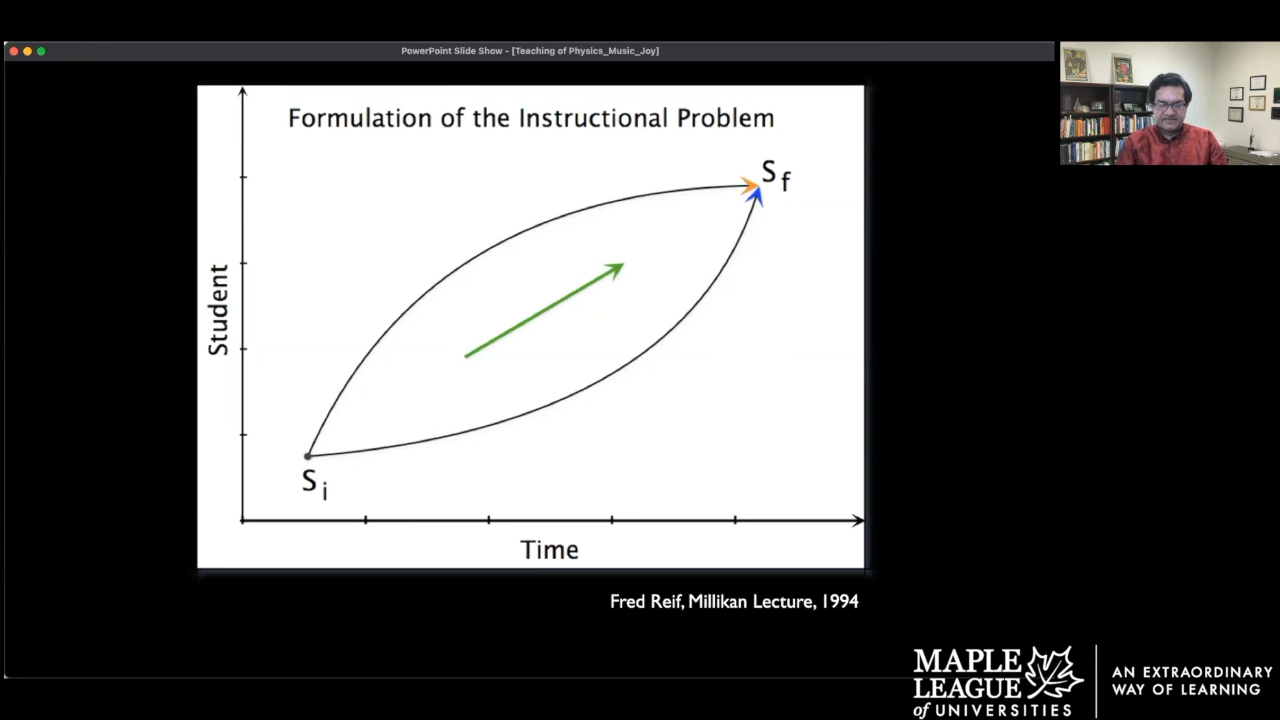 PowerPoint Slide Show - [Teaching of Physics_Music_Joy]
Formulation of the Instructional Problem
S f
Student
S i
Time
Fred Reif, Millikan Lecture, 1994
MAPLE
LEAGUE
of UNIVERSITIES
AN EXTRAORDINARY
WAY OF LEARNING